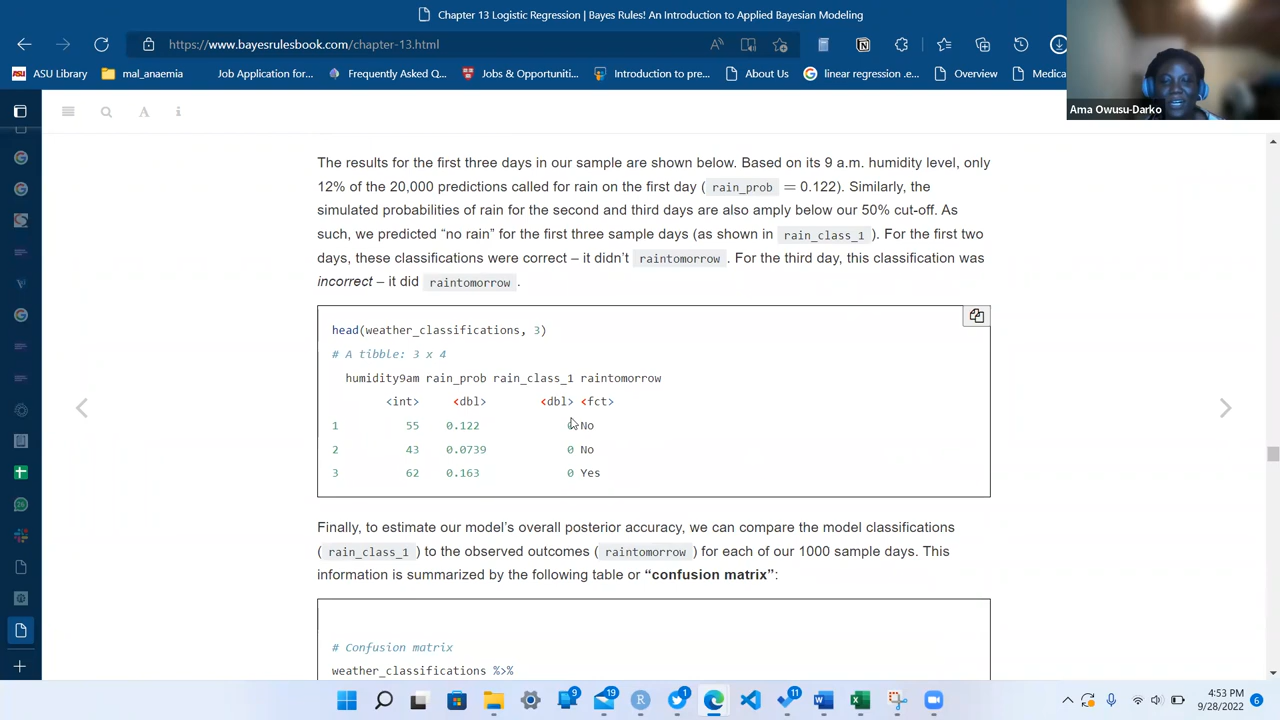 Chapter 13 Logistic Regression | Bayes Rules! An Introduction to Applied Bayesian Modeling
https://www.bayesrulesbook.com/chapter-13.html
ASU Library
mal_anaemia
Job Application for...
Frequently Asked Q...
Jobs & Opportuniti...
Introduction to pre...
About Us
linear regression .e...
Overview
Medica
Ama Owusu-Darko
The results for the first three days in our sample are shown below. Based on its 9 a.m. humidity level, only
12% of the 20,000 predictions called for rain on the first day ( rain_prob = 0.122). Similarly, the
simulated probabilities of rain for the second and third days are also amply below our 50% cut-off. As
such, we predicted “no rain” for the first three sample days (as shown in rain_class_1 ). For the first two
days, these classifications were correct – it didn’t raintomorrow . For the third day, this classification was
incorrect – it did raintomorrow .
head(weather_classifications, 3)
# A tibble: 3 x 4
humidity9am rain_prob rain_class_1 raintomorrow
<int> <dbl> <dbl> <fct>
1 55 0.122 0 No
2 43 0.0739 0 No
3 62 0.163 0 Yes
Finally, to estimate our model’s overall posterior accuracy, we can compare the model classifications
( rain_class_1 ) to the observed outcomes ( raintomorrow ) for each of our 1000 sample days. This
information is summarized by the following table or “confusion matrix”:
# Confusion matrix
weather_classifications %>%
9
19
1
11
4:53 PM
9/28/2022
6